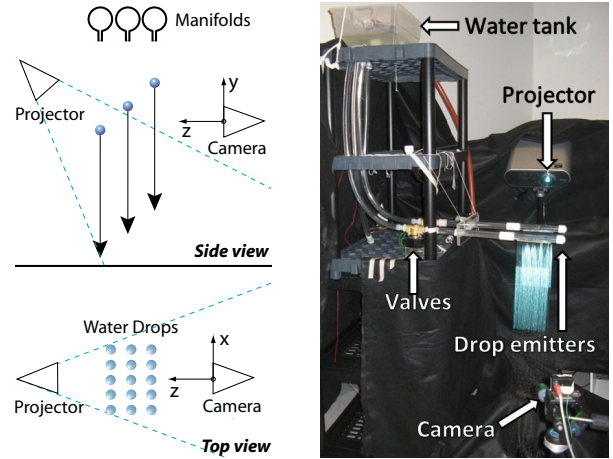 Manifolds
Projector
y
z
Camera
Side view
Water Drops
x
z
Projector
Camera
Top view
Water tank
Projector
Valves
Drop emitters
Camera